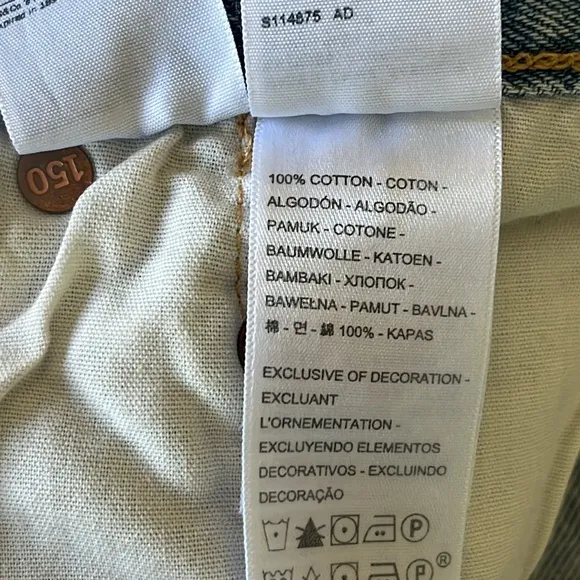 &Co
S114875 AD
150
100% COTTON - COTON -
ALGODÓN - ALGODÃO -
PAMUK - COTONE -
BAUMWOLLE - KATOEN -
BAMBAKI - ХЛОПОК -
BAWEŁNA - PAMUT - BAVLNA -
棉 - 면 - 綿 100% - KAPAS
EXCLUSIVE OF DECORATION -
EXCLUANT
L'ORNEMENTATION -
EXCLUYENDO ELEMENTOS
DECORATIVOS - EXCLUINDO
DECORAÇÃO
P
P ®